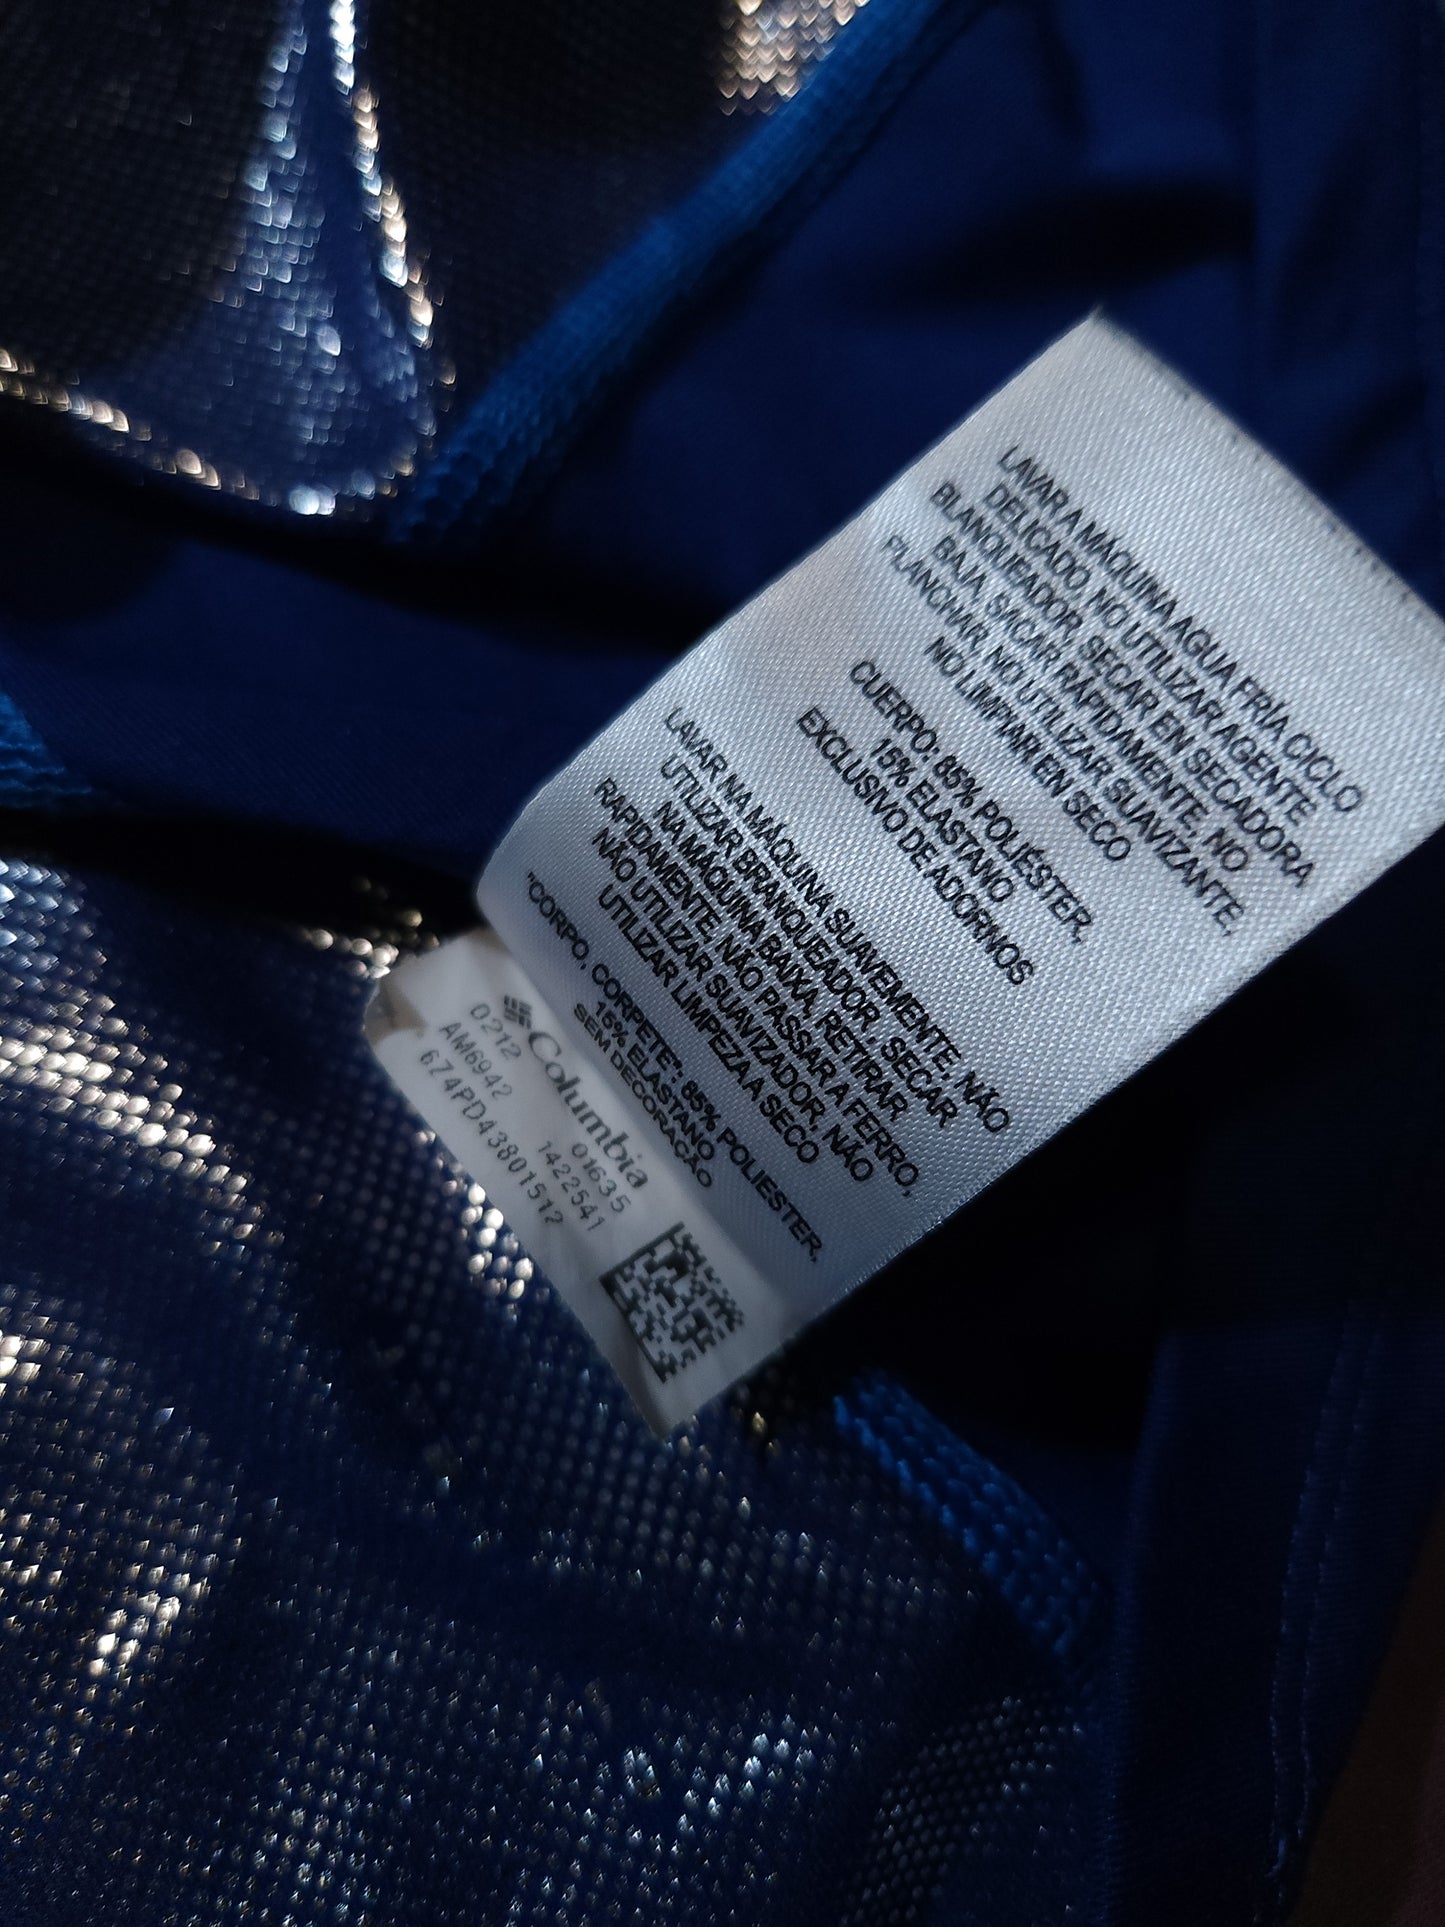 LAVAR A MÁQUINA AGUA FRÍA CICLO
DELICADO, NO UTILIZAR AGENTE
BLANQUEADOR, SECAR EN SECADORA
BAJA, SACAR RÁPIDAMENTE, NO
PLANCHAR, NO UTILIZAR SUAVIZANTE,
NO LIMPIAR EN SECO
CUERPO: 85% POLIÉSTER,
15% ELASTANO
EXCLUSIVO DE ADORNOS
LAVAR NA MÁQUINA SUAVEMENTE, NÃO
UTILIZAR BRANQUEADOR, SECAR
NA MÁQUINA BAIXA, RETIRAR
RAPIDAMENTE, NÃO PASSAR A FERRO,
NÃO UTILIZAR SUAVIZADOR, NÃO
UTILIZAR LIMPEZA A SECO
"CORPO, CORPETE": 85% POLIESTER,
15% ELASTANO
SEM DECORAÇÃO
Columbia
0212 01635
AM6942 1422541
6Z4PD43801512